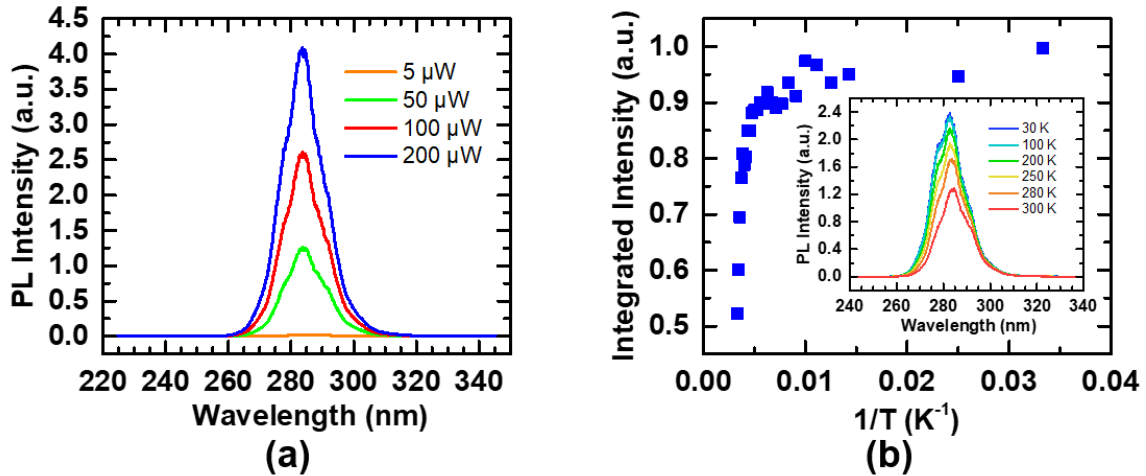 PL Intensity (a.u.)
4.5
4.0
3.5
3.0
2.5
2.0
1.5
1.0
0.5
0.0
5 µW
50 µW
100 µW
200 µW
220 240 260 280 300 320 340
Wavelength (nm)
(a)
Integrated Intensity (a.u.)
1.0
0.9
0.8
0.7
0.6
0.5
PL Intensity (a.u.)
2.4
2.0
1.6
1.2
0.8
0.4
0.0
30 K
100 K
200 K
250 K
280 K
300 K
240 260 280 300 320 340
Wavelength (nm)
0.00 0.01 0.02 0.03 0.04
1/T (K-1)
(b)